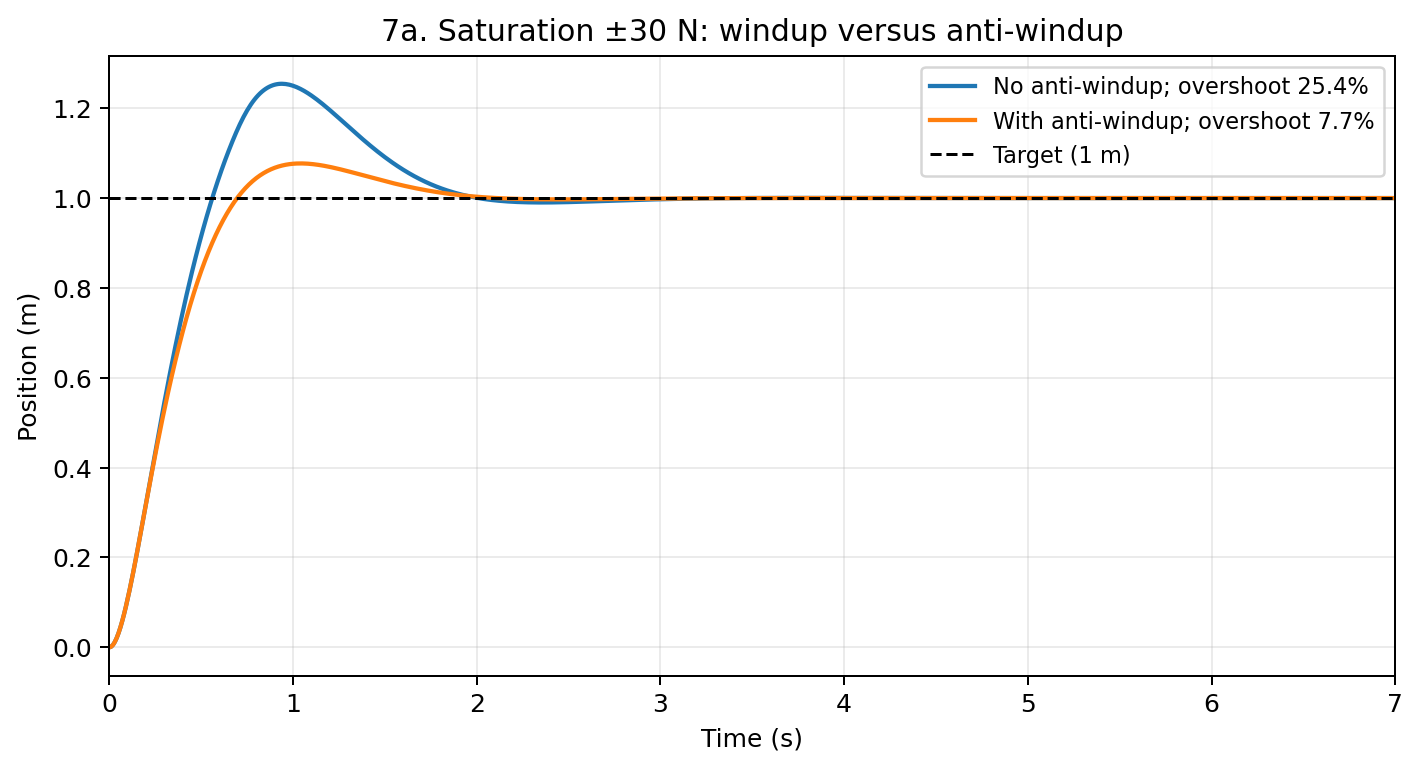 7a. Saturation ±30 N: windup versus anti-windup
No anti-windup; overshoot 25.4%
With anti-windup; overshoot 7.7%
Target (1 m)
Position (m)
1.2
1.0
0.8
0.6
0.4
0.2
0.0
0 1 2 3 4 5 6 7
Time (s)